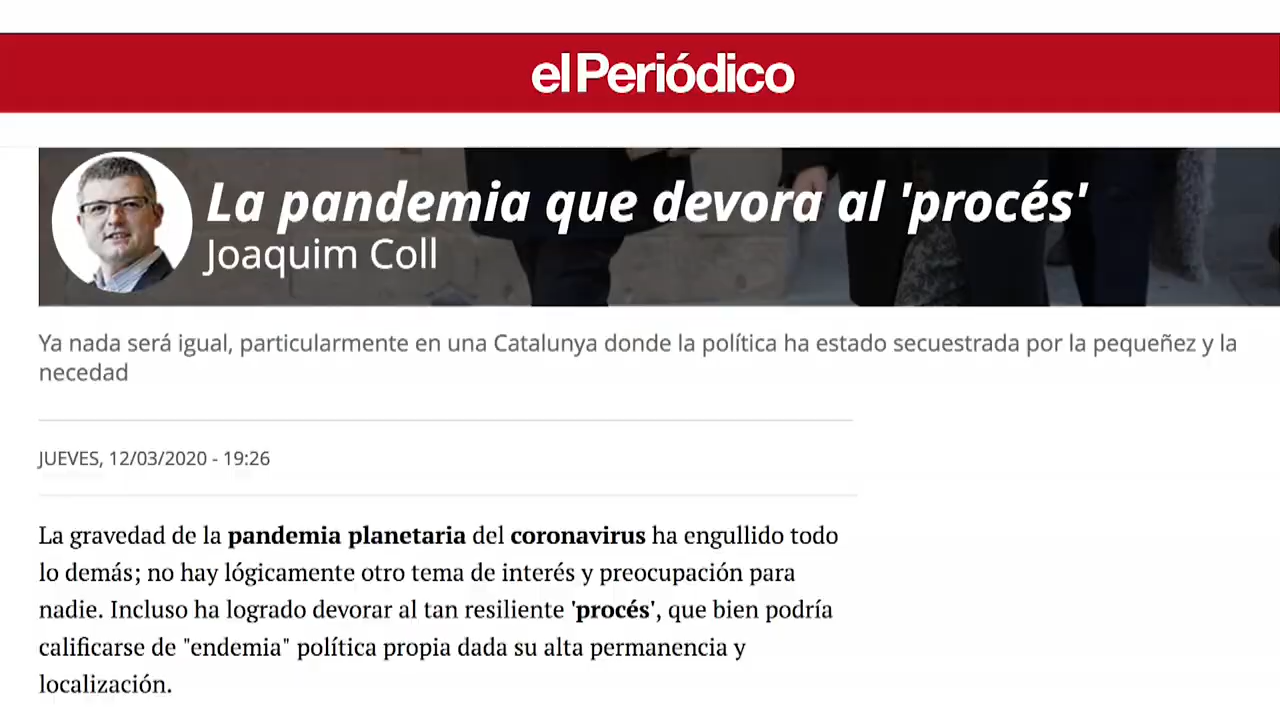 el Periódico
La pandemia que devora al 'procés'
Joaquim Coll
Ya nada será igual, particularmente en una Catalunya donde la política ha estado secuestrada por la pequeñez y la
necedad
JUEVES, 12/03/2020 - 19:26
La gravedad de la pandemia planetaria del coronavirus ha engullido todo
lo demás; no hay lógicamente otro tema de interés y preocupación para
nadie. Incluso ha logrado devorar al tan resiliente 'procés', que bien podría
calificarse de "endemia" política propia dada su alta permanencia y
localización.